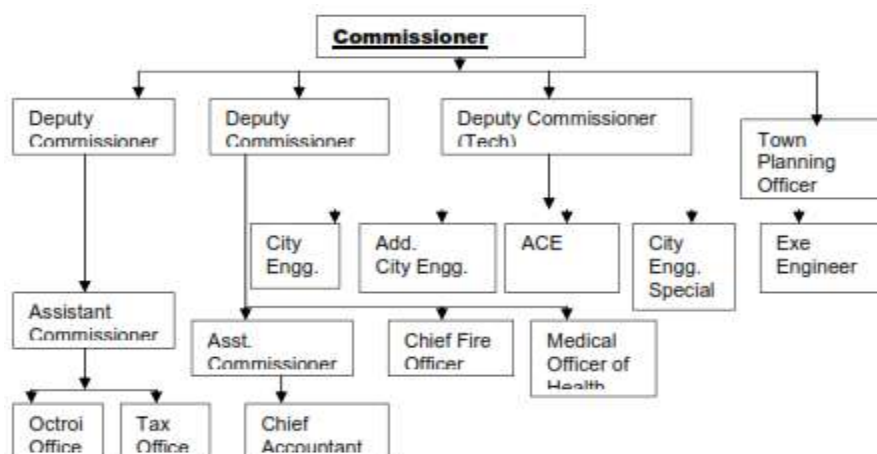 Commissioner
Deputy
Commissioner
Deputy
Commissioner
Deputy Commissioner
(Tech)
Town
Planning
Officer
City
Engg.
Add.
City Engg.
ACE
City
Engg.
Special
Exe
Engineer
Assistant
Commissioner
Asst.
Commissioner
Chief Fire
Officer
Medical
Officer of
Health
Octroi
Office
Tax
Office
Chief
Accountant